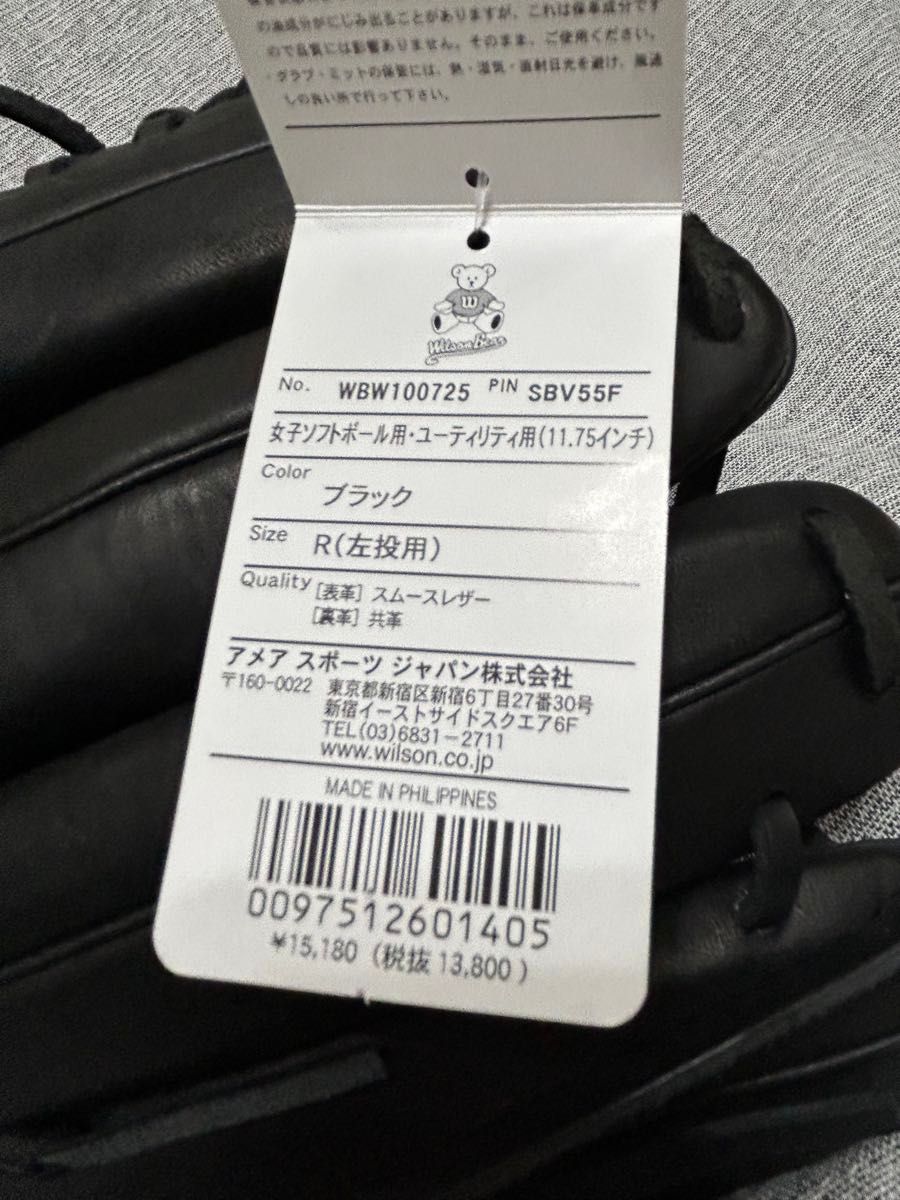 の油成分がにじみ出ることがありますが、これは保革成分です
ので品質には影響ありません。そのまま、ご使用ください。
・グラブ・ミットの保管には、熱・湿気・直射日光を避け、風通
しの良い所で行って下さい。
W
Wilson Bear
No. WBW100725 PIN SBV55F
女子ソフトボール用・ユーティリティ用(11.75インチ)
Color ブラック
Size R(左投用)
Quality [表革] スムースレザー
[裏革] 共革
アメア スポーツ ジャパン株式会社
〒160-0022 東京都新宿区新宿6丁目27番30号
新宿イーストサイドスクエア6F
TEL(03)6831-2711
www.wilson.co.jp
MADE IN PHILIPPINES
0097512601405
¥15,180 (税抜 13,800 )